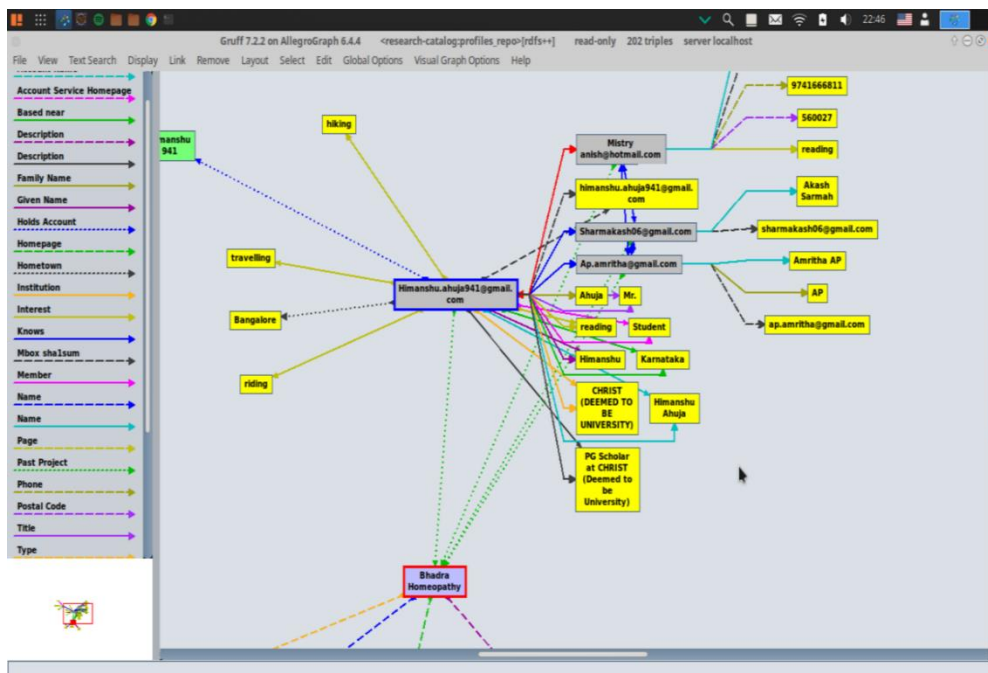 22:46
Gruff 7.2.2 on AllegroGraph 6.4.4 <research-catalog:profiles_repo>[rdfs++] read-only 202 triples server localhost
File View Text Search Display Link Remove Layout Select Edit Global Options Visual Graph Options Help
Account Service Homepage
Based near
Description
Description
Family Name
Given Name
Holds Account
Homepage
Hometown
Institution
Interest
Knows
Mbox sha1sum
Member
Name
Name
Page
Past Project
Phone
Postal Code
Title
Type
manshu
941
hiking
travelling
Bangalore
riding
Himanshu.ahuja941@gmail.
com
Mistry
anish@hotmail.com
himanshu.ahuja941@gmail.
com
Sharmakash06@gmail.com
Ap.amritha@gmail.com
Ahuja
Mr.
reading
Student
Himanshu
Karnataka
CHRIST
(DEEMED TO
BE
UNIVERSITY)
Himanshu
Ahuja
PG Scholar
at CHRIST
(Deemed to
be
University)
9741666811
560027
reading
Akash
Sarmah
sharmakash06@gmail.com
Amritha AP
AP
ap.amritha@gmail.com
Bhadra
Homeopathy